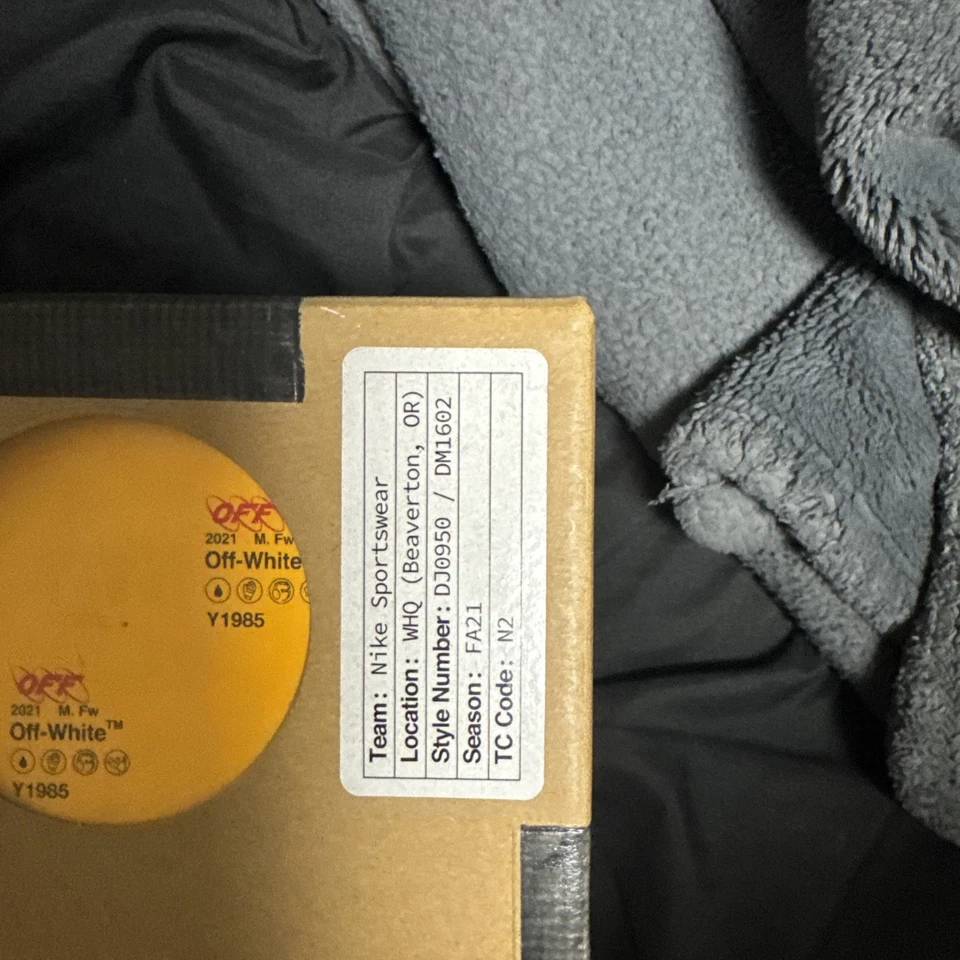 OFF
2021 M. Fw
Off-White
Y1985
OFF
2021 M. Fw
Off-White™
Y1985
Team: Nike Sportswear
Location: WHQ (Beaverton, OR)
Style Number: DJ0950 / DM1602
Season: FA21
TC Code: N2